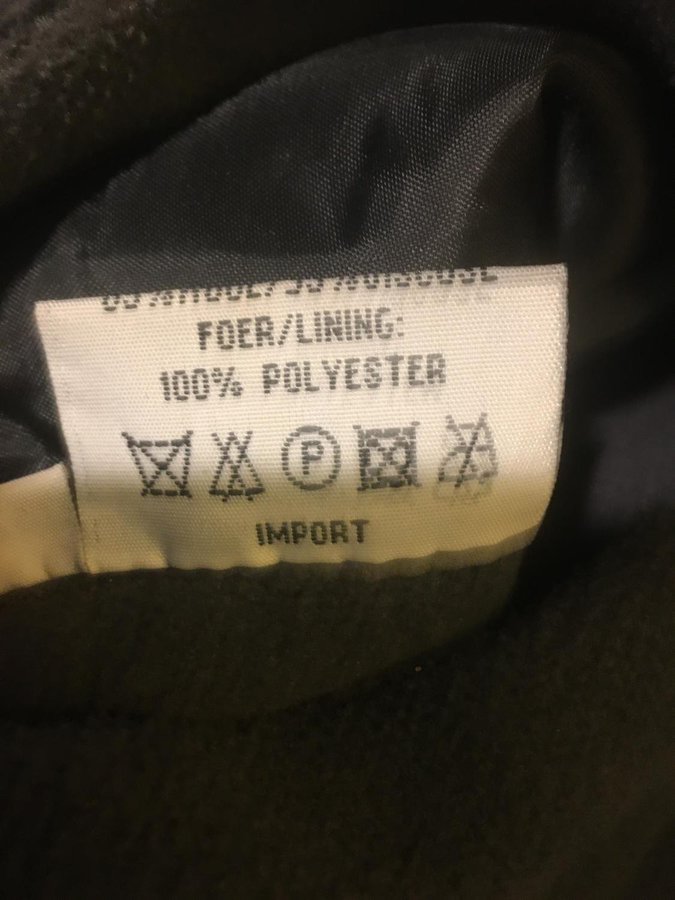 FOER/LINING:
100% POLYESTER
P
IMPORT